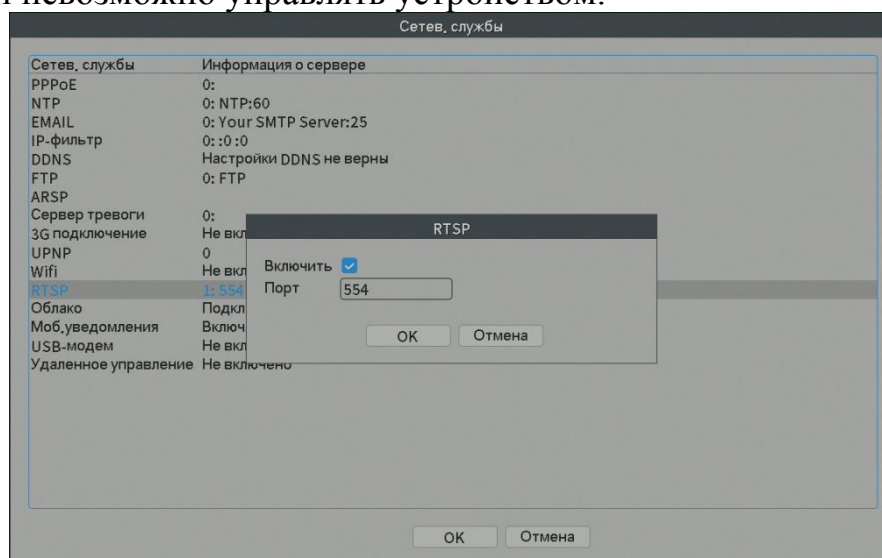 и невозможно управлять устройством.
Сетев, службы
Сетев, службы Информация о сервере
PPPoE 0:
NTP 0: NTP:60
EMAIL 0: Your SMTP Server:25
IP-фильтр 0: :0 :0
DDNS Настройки DDNS не верны
FTP 0: FTP
ARSP
Сервер тревоги 0:
3G подключение Не вкл
UPNP 0
Wifi Не вкл
RTSP 1: 554
Облако Подкл
Моб,уведомления Включ
USB-модем Не вкл
Удаленное управление Не включено
RTSP
Включить
Порт 554
OK Отмена
OK Отмена